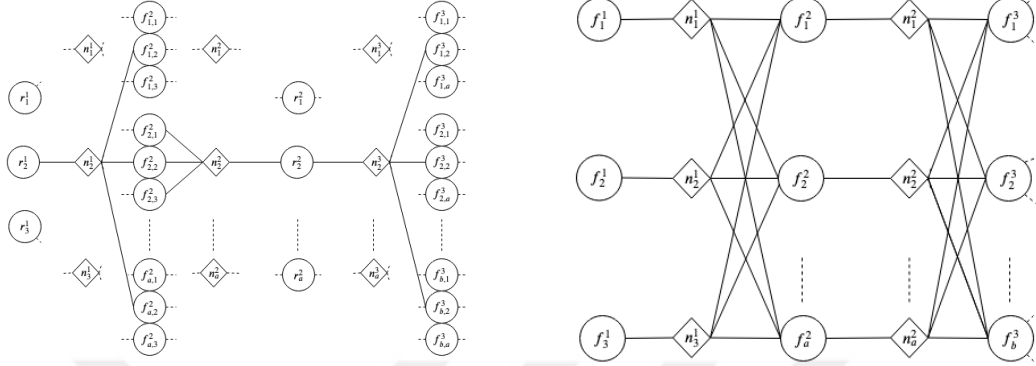 f^2_{1,1} f^3_{1,1}
n^1_1 f^2_{1,2} n^2_1 n^3_1 f^3_{1,2}
f^2_{1,3} f^3_{1,a}
r^1_1 r^2_1
f^2_{2,1} f^3_{2,1}
r^1_2 n^1_2 f^2_{2,2} n^2_2 r^2_2 n^3_2 f^3_{2,2}
f^2_{2,3} f^3_{2,a}
r^1_3
n^1_3 f^2_{a,1} n^2_a r^2_a n^3_a f^3_{b,1}
f^2_{a,2} f^3_{b,2}
f^2_{a,3} f^3_{b,a}
f^1_1 n^1_1 f^2_1 n^2_1 f^3_1
f^1_2 n^1_2 f^2_2 n^2_2 f^3_2
f^1_3 n^1_3 f^2_a n^2_a f^3_b